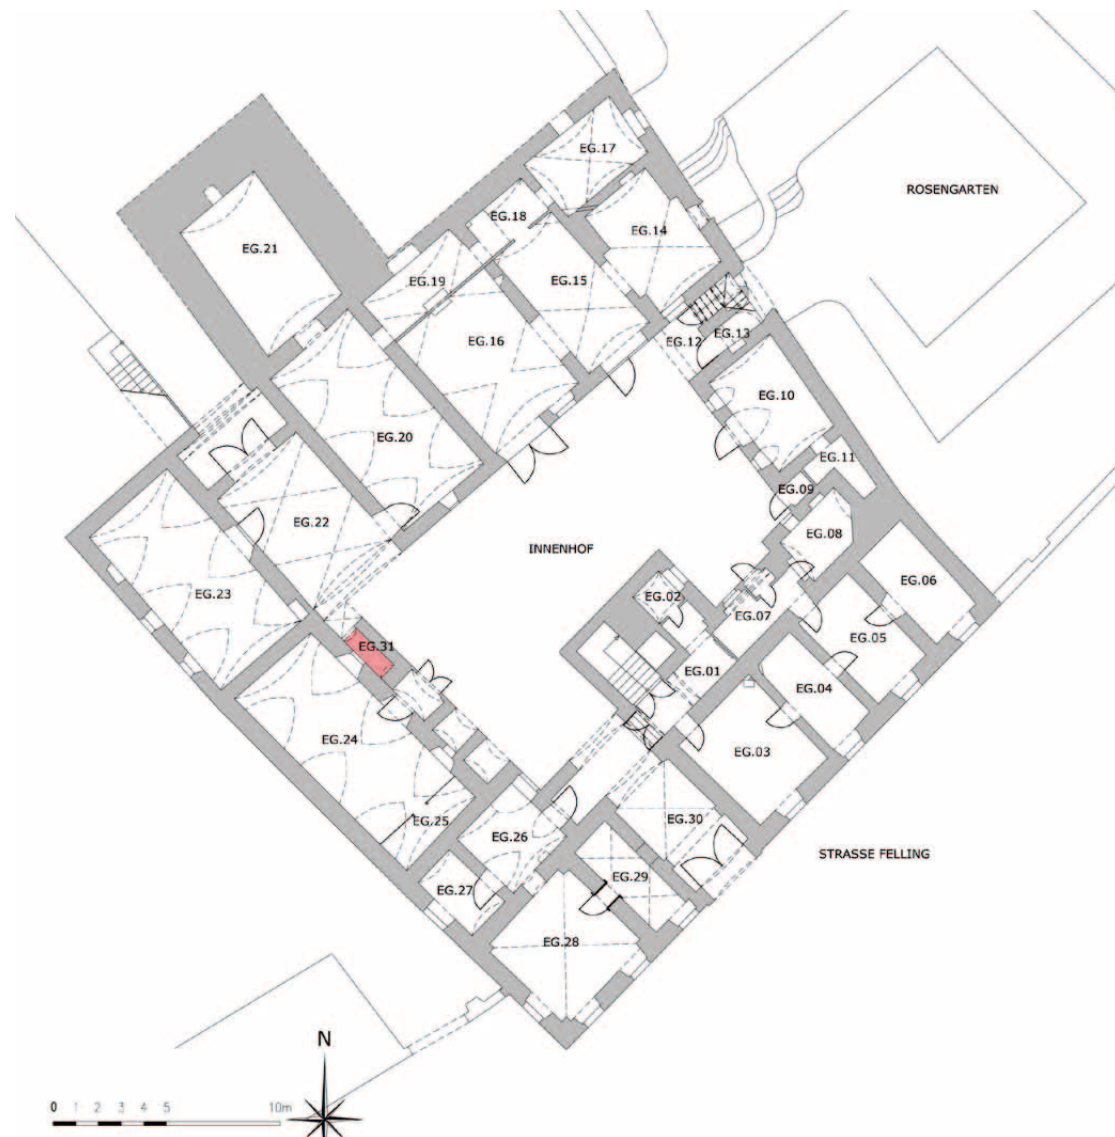 EG.17
ROSENGARTEN
EG.18
EG.14
EG.21
EG.19
EG.15
EG.16
EG.12
EG.13
EG.10
EG.20
EG.11
EG.09
EG.22
EG.08
INNENHOF
EG.06
EG.23
EG.02
EG.07
EG.05
EG.31
EG.01
EG.04
EG.24
EG.03
EG.25
EG.30
EG.26
STRASSE FELLING
EG.29
EG.27
EG.28
N
0 1 2 3 4 5 10m